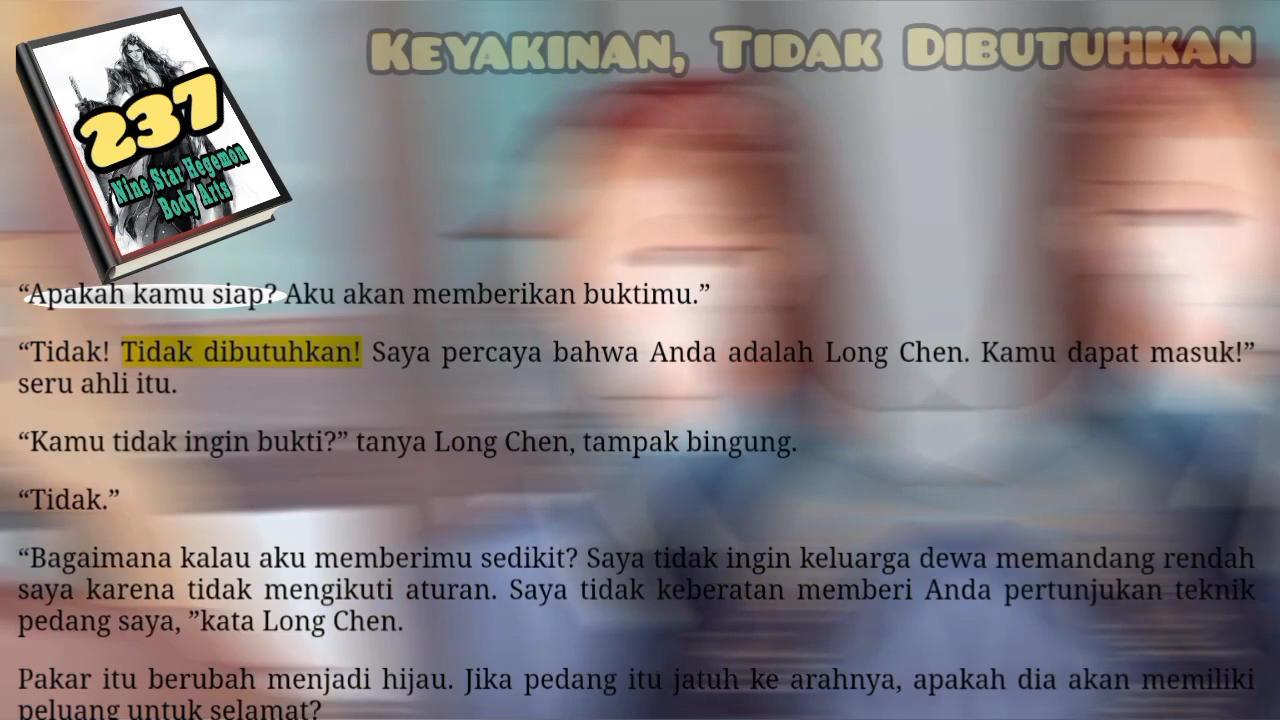 Keyakinan, Tidak Dibutuhkan
237
Nine Star Hegemon
Body Arts
“Apakah kamu siap? Aku akan memberikan buktimu.”
“Tidak! Tidak dibutuhkan! Saya percaya bahwa Anda adalah Long Chen. Kamu dapat masuk!”
seru ahli itu.
“Kamu tidak ingin bukti?” tanya Long Chen, tampak bingung.
“Tidak.”
“Bagaimana kalau aku memberimu sedikit? Saya tidak ingin keluarga dewa memandang rendah
saya karena tidak mengikuti aturan. Saya tidak keberatan memberi Anda pertunjukan teknik
pedang saya, ”kata Long Chen.
Pakar itu berubah menjadi hijau. Jika pedang itu jatuh ke arahnya, apakah dia akan memiliki
peluang untuk selamat?